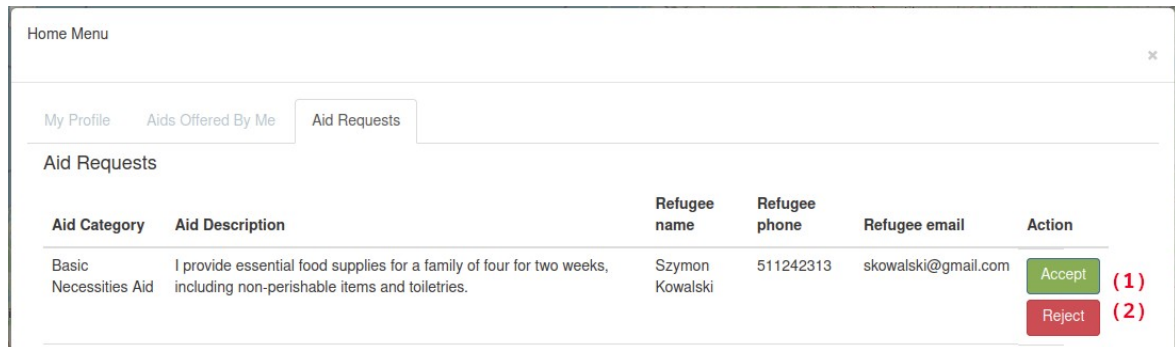 Home Menu
×
My Profile Aids Offered By Me Aid Requests
Aid Requests
Aid Category Aid Description Refugee name Refugee phone Refugee email Action
Basic Necessities Aid
I provide essential food supplies for a family of four for two weeks,
including non-perishable items and toiletries.
Szymon Kowalski
511242313
skowalski@gmail.com
Accept (1)
Reject (2)